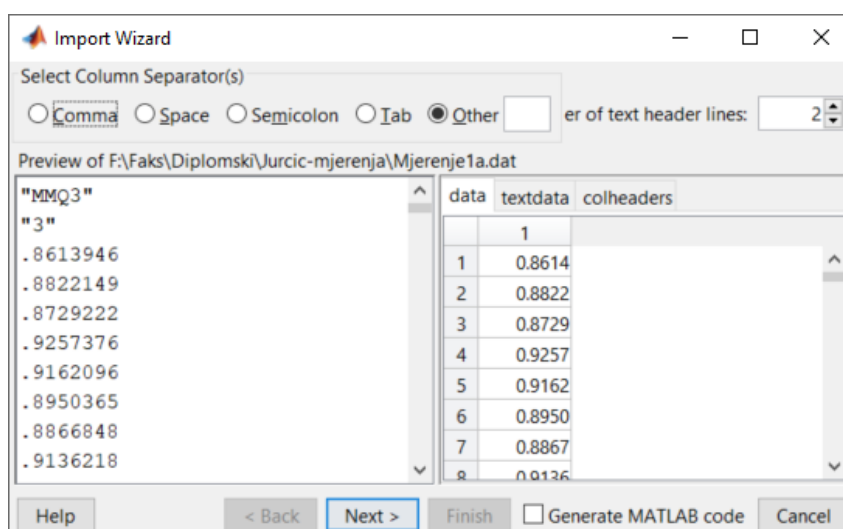 Import Wizard
Select Column Separator(s)
Comma Space Semicolon Tab Other er of text header lines: 2
Preview of F:\Faks\Diplomski\Jurcic-mjerenja\Mjerenje1a.dat
"MMQ3"
"3"
.8613946
.8822149
.8729222
.9257376
.9162096
.8950365
.8866848
.9136218
data textdata colheaders
1
1 0.8614
2 0.8822
3 0.8729
4 0.9257
5 0.9162
6 0.8950
7 0.8867
8 0.9136
Help < Back Next > Finish Generate MATLAB code Cancel